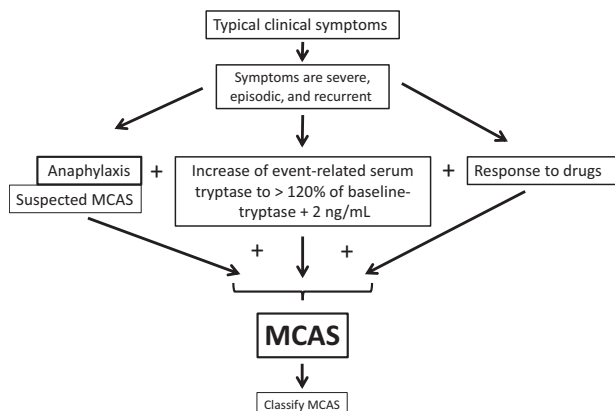 Typical clinical symptoms
Symptoms are severe,
episodic, and recurrent
Anaphylaxis
+
Increase of event-related serum
tryptase to > 120% of baseline-
tryptase + 2 ng/mL
+
Response to drugs
Suspected MCAS
+
+
MCAS
Classify MCAS